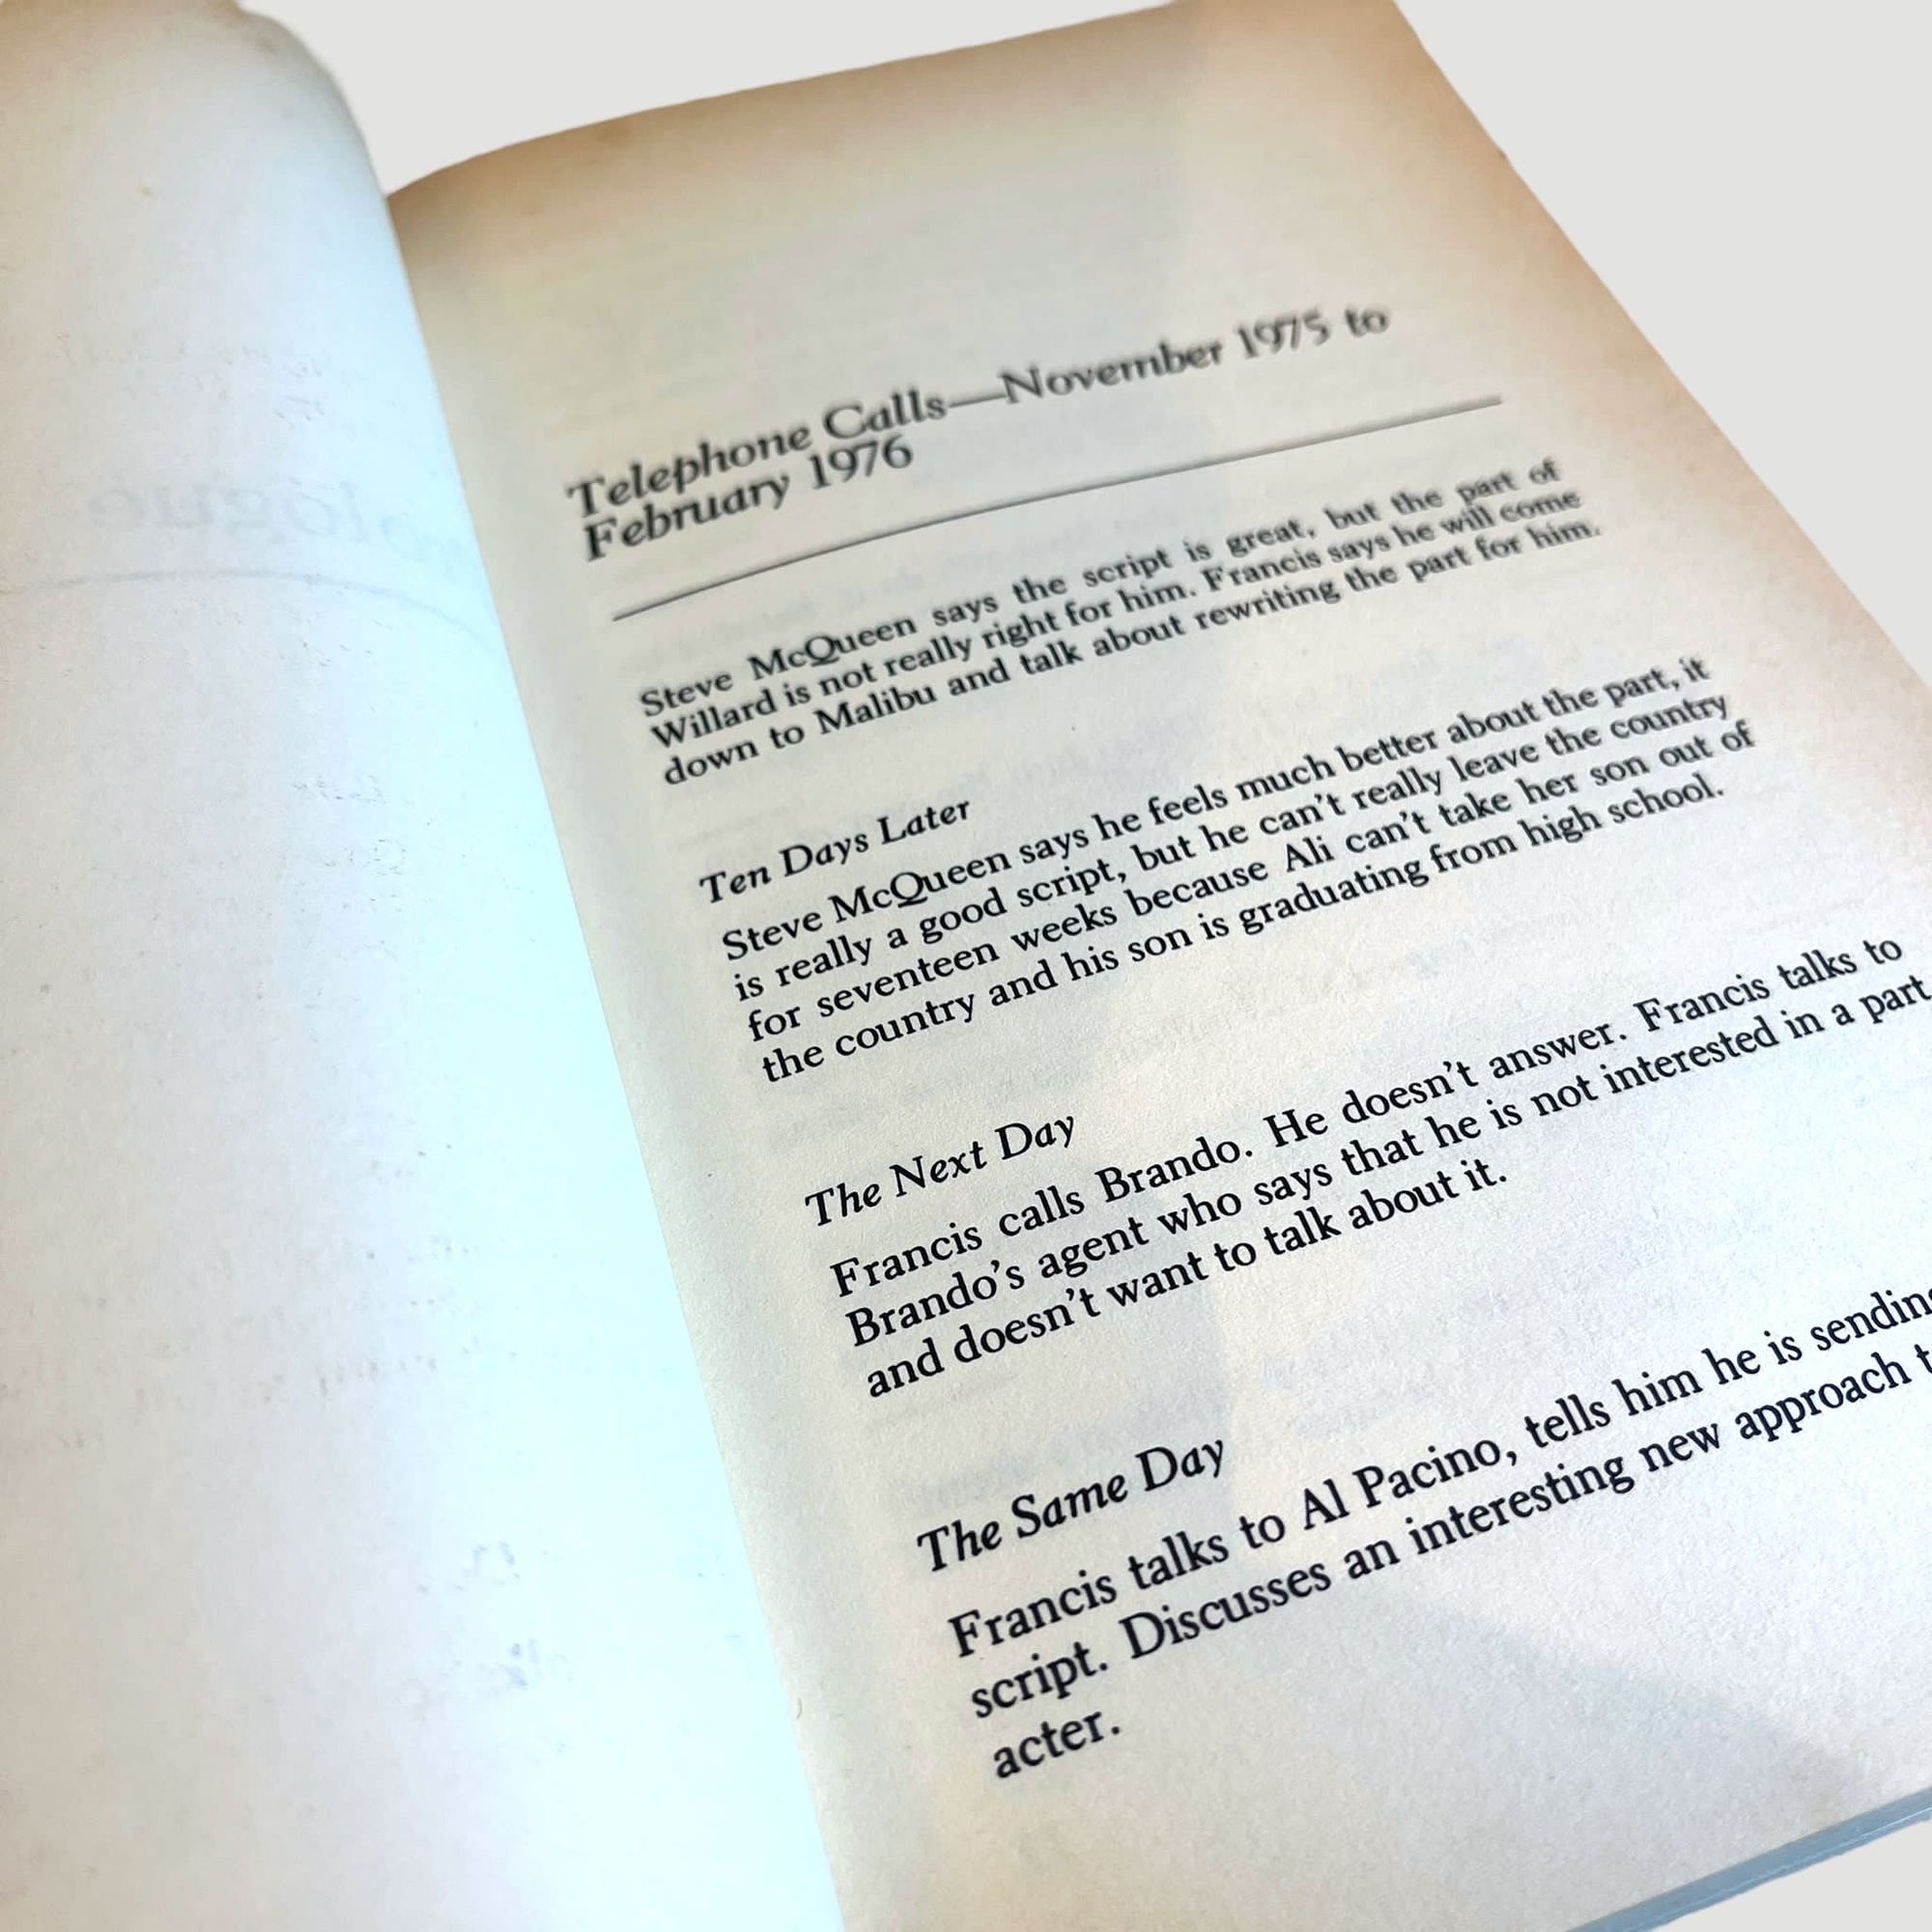 Telephone Calls—November 1975 to
February 1976
Steve McQueen says the script is great, but the part of
Willard is not really right for him. Francis says he will come
down to Malibu and talk about rewriting the part for him.
Ten Days Later
Steve McQueen says he feels much better about the part, it
is really a good script, but he can't really leave the country
for seventeen weeks because Ali can't take her son out of
the country and his son is graduating from high school.
The Next Day
Francis calls Brando. He doesn't answer. Francis talks to
Brando's agent who says that he is not interested in a part
and doesn't want to talk about it.
The Same Day
Francis talks to Al Pacino, tells him he is sending
script. Discusses an interesting new approach t
acter.